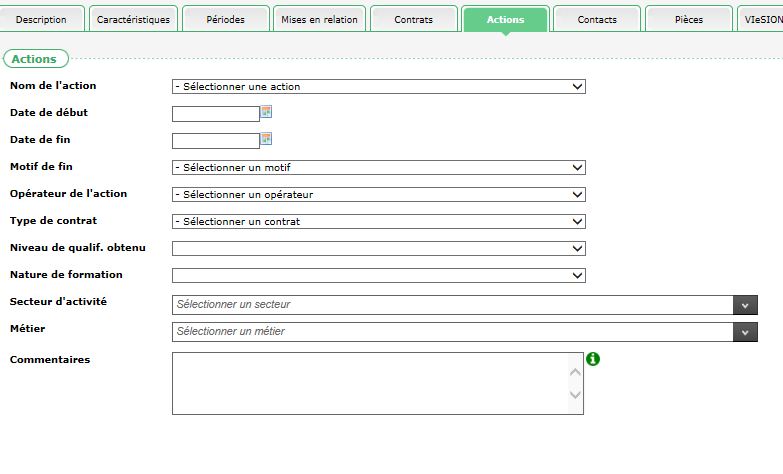 Description Caractéristiques Périodes Mises en relation Contrats Actions Contacts Pièces VIeSION
Actions
Nom de l'action - Sélectionner une action
Date de début
Date de fin
Motif de fin - Sélectionner un motif
Opérateur de l'action - Sélectionner un opérateur
Type de contrat - Sélectionner un contrat
Niveau de qualif. obtenu
Nature de formation
Secteur d'activité Sélectionner un secteur
Métier Sélectionner un métier
Commentaires